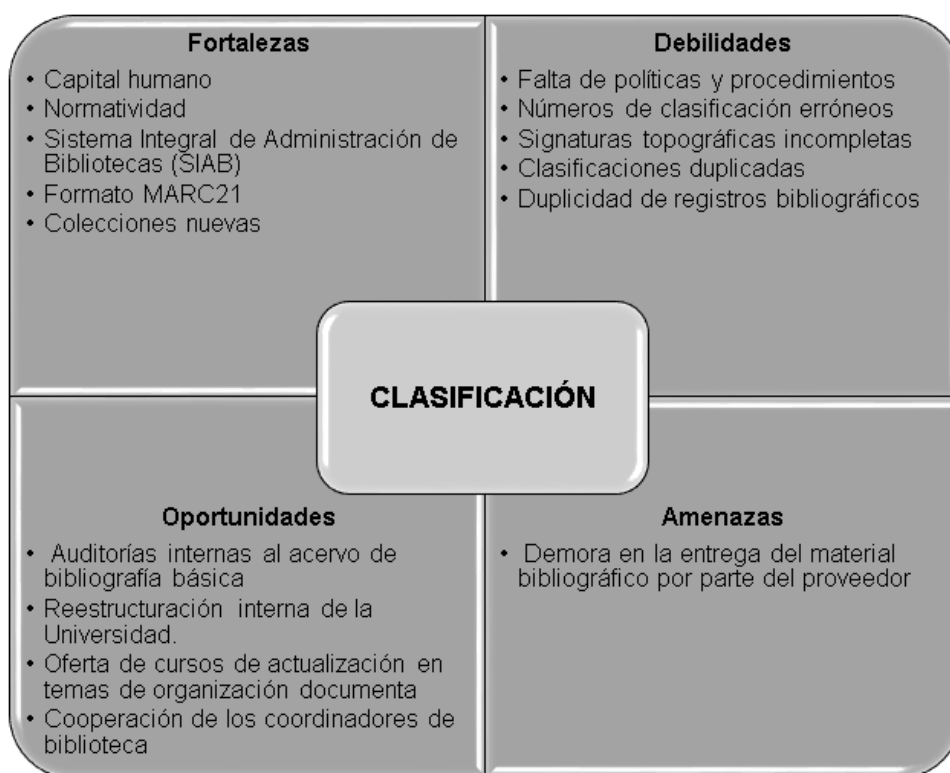 Fortalezas
• Capital humano
• Normatividad
• Sistema Integral de Administración de
Bibliotecas (SIAB)
• Formato MARC21
• Colecciones nuevas
Debilidades
• Falta de políticas y procedimientos
• Números de clasificación erróneos
• Signaturas topográficas incompletas
• Clasificaciones duplicadas
• Duplicidad de registros bibliográficos
CLASIFICACIÓN
Oportunidades
• Auditorías internas al acervo de
bibliografía básica
• Reestructuración interna de la
Universidad.
• Oferta de cursos de actualización en
temas de organización documenta
• Cooperación de los coordinadores de
biblioteca
Amenazas
• Demora en la entrega del material
bibliográfico por parte del proveedor